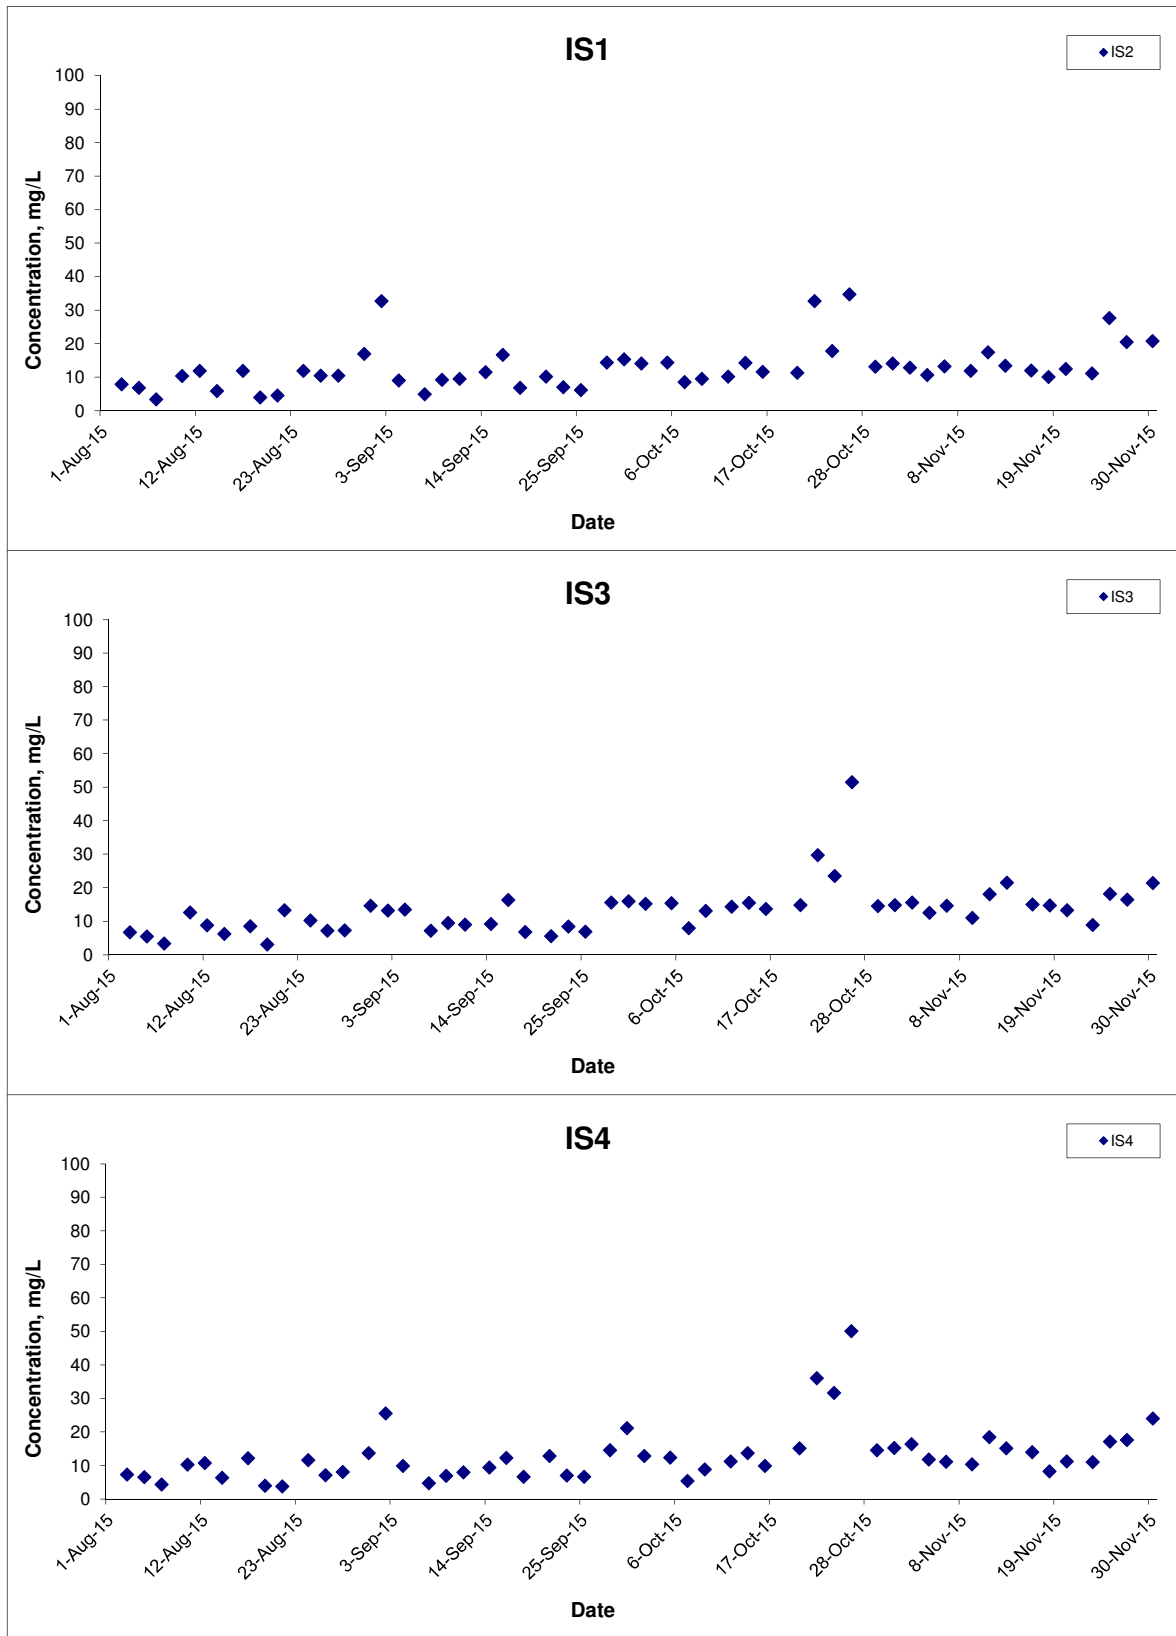 IS1
IS2
100
90
80
70
60
50
40
30
20
10
0
Concentration, mg/L
1-Aug-15 12-Aug-15 23-Aug-15 3-Sep-15 14-Sep-15 25-Sep-15 6-Oct-15 17-Oct-15 28-Oct-15 8-Nov-15 19-Nov-15 30-Nov-15
Date
IS3
IS3
100
90
80
70
60
50
40
30
20
10
0
Concentration, mg/L
1-Aug-15 12-Aug-15 23-Aug-15 3-Sep-15 14-Sep-15 25-Sep-15 6-Oct-15 17-Oct-15 28-Oct-15 8-Nov-15 19-Nov-15 30-Nov-15
Date
IS4
IS4
100
90
80
70
60
50
40
30
20
10
0
Concentration, mg/L
1-Aug-15 12-Aug-15 23-Aug-15 3-Sep-15 14-Sep-15 25-Sep-15 6-Oct-15 17-Oct-15 28-Oct-15 8-Nov-15 19-Nov-15 30-Nov-15
Date